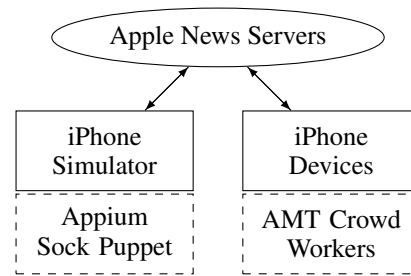 Apple News Servers
iPhone
Simulator
iPhone
Devices
Appium
Sock Puppet
AMT Crowd
Workers